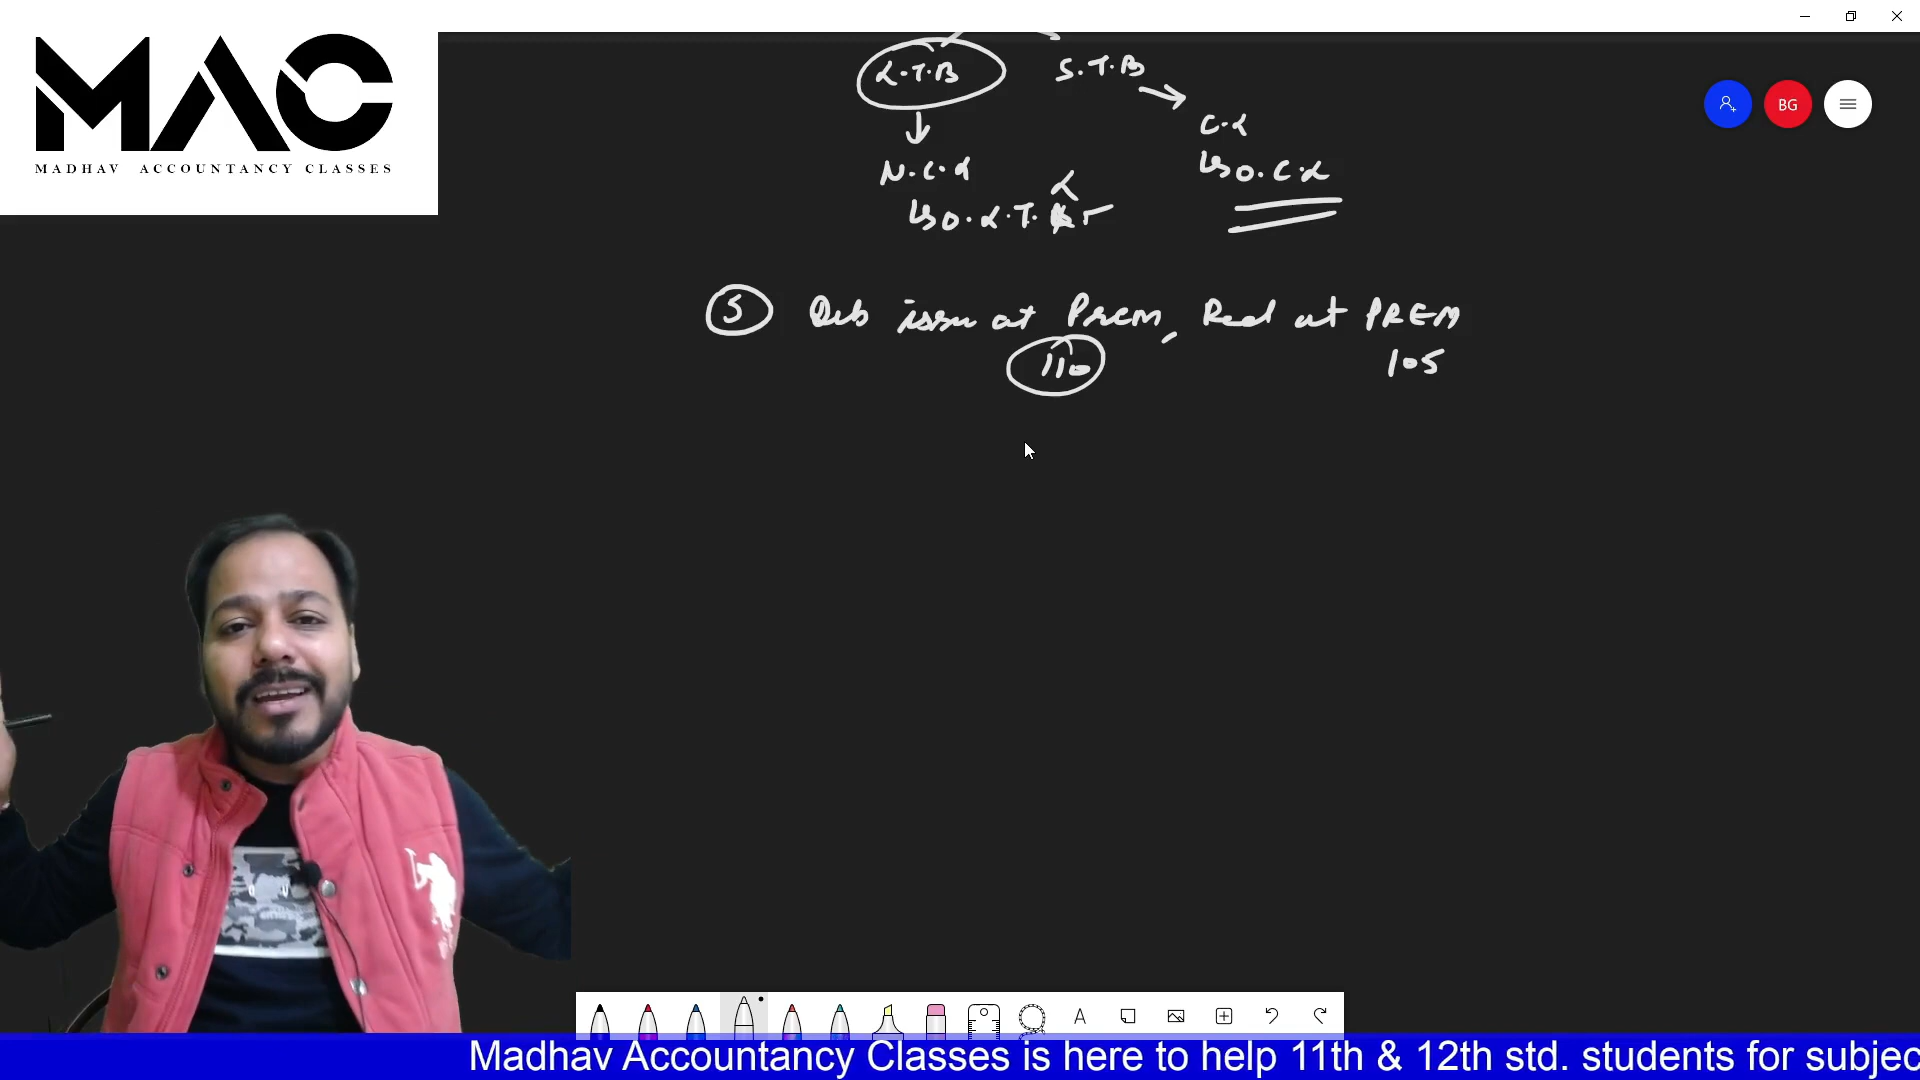 MAC
MADHAV ACCOUNTANCY CLASSES
L.T.B
S.T.B
C.L
N.C.L
↳ O.C.L
↳ O.L.T.L
BG
5 Deb issu at Prem, Red at PREM
110
105
A
Madhav Accountancy Classes is here to help 11th & 12th std. students for subjec